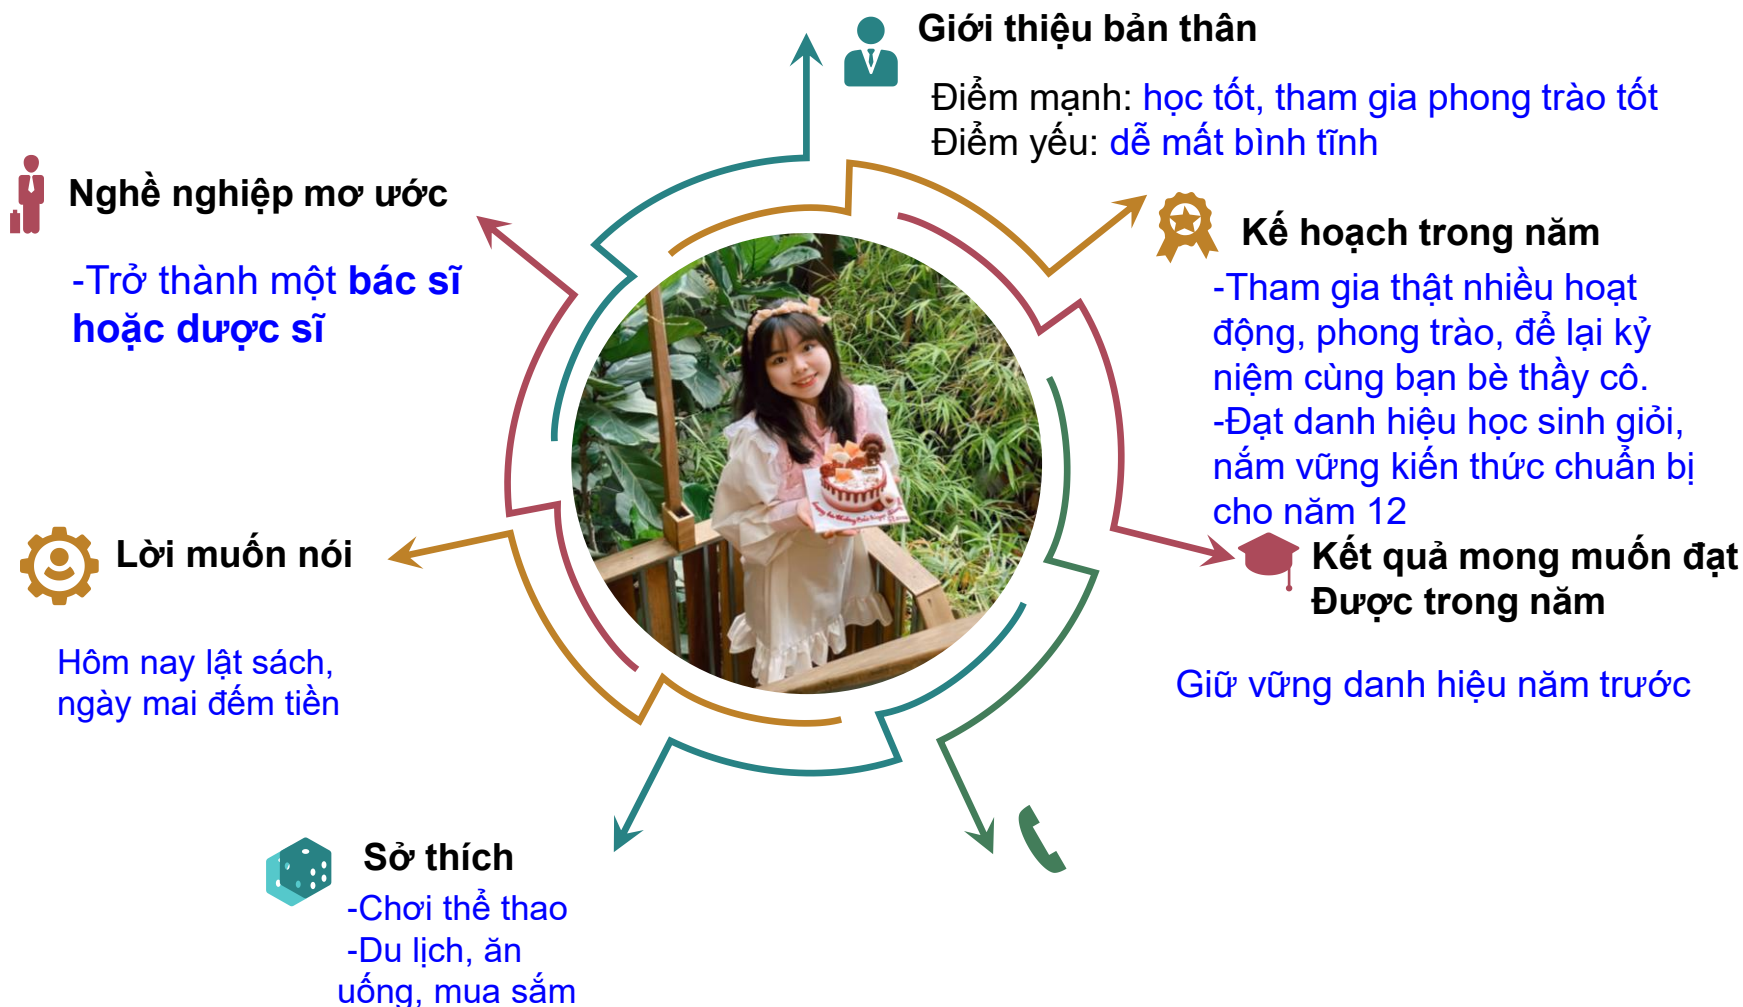 Giới thiệu bản thân
Điểm mạnh: học tốt, tham gia phong trào tốt
Điểm yếu: dễ mất bình tĩnh
Kế hoạch trong năm
-Tham gia thật nhiều hoạt
động, phong trào, để lại kỷ
niệm cùng bạn bè thầy cô.
-Đạt danh hiệu học sinh giỏi,
nắm vững kiến thức chuẩn bị
cho năm 12
Kết quả mong muốn đạt
Được trong năm
Giữ vững danh hiệu năm trước
Sở thích
-Chơi thể thao
-Du lịch, ăn
uống, mua sắm
Lời muốn nói
Hôm nay lật sách,
ngày mai đếm tiền
Nghề nghiệp mơ ước
-Trở thành một bác sĩ
hoặc dược sĩ